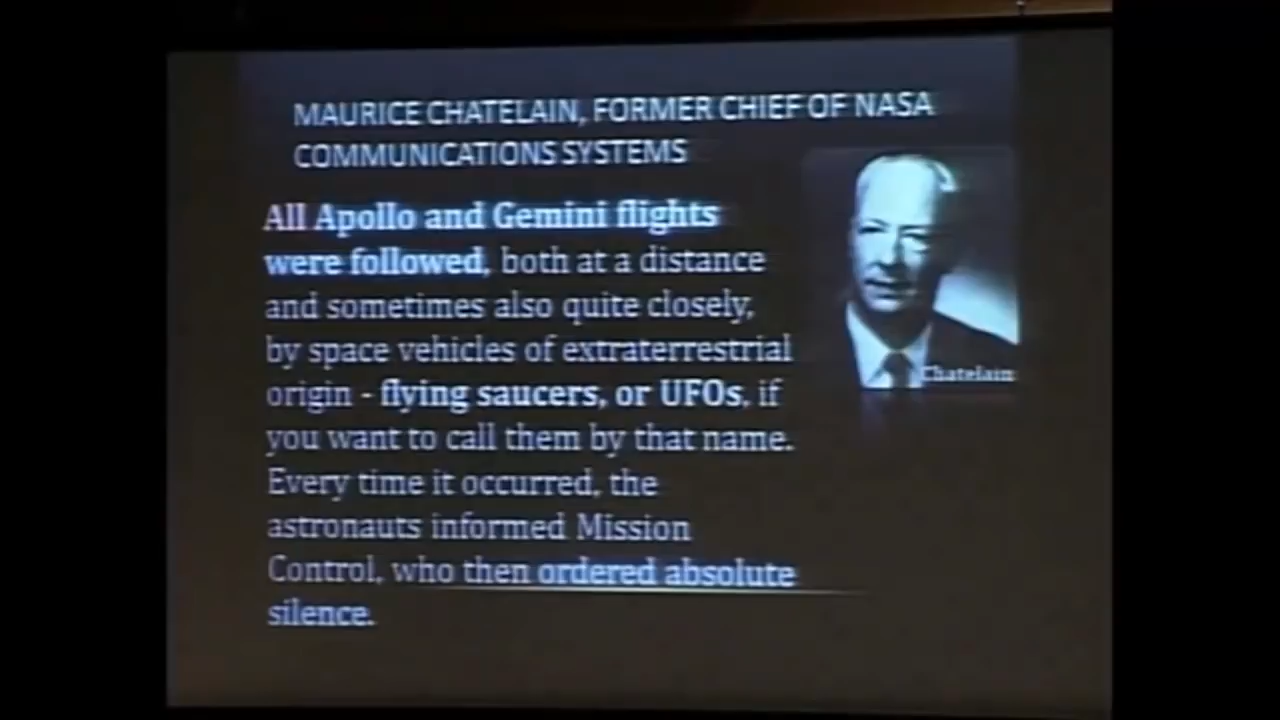 MAURICE CHATELAIN, FORMER CHIEF OF NASA
COMMUNICATIONS SYSTEMS
All Apollo and Gemini flights
were followed, both at a distance
and sometimes also quite closely,
by space vehicles of extraterrestrial
origin - flying saucers, or UFOs, if
you want to call them by that name.
Every time it occurred, the
astronauts informed Mission
Control, who then ordered absolute
silence.
Chatelain